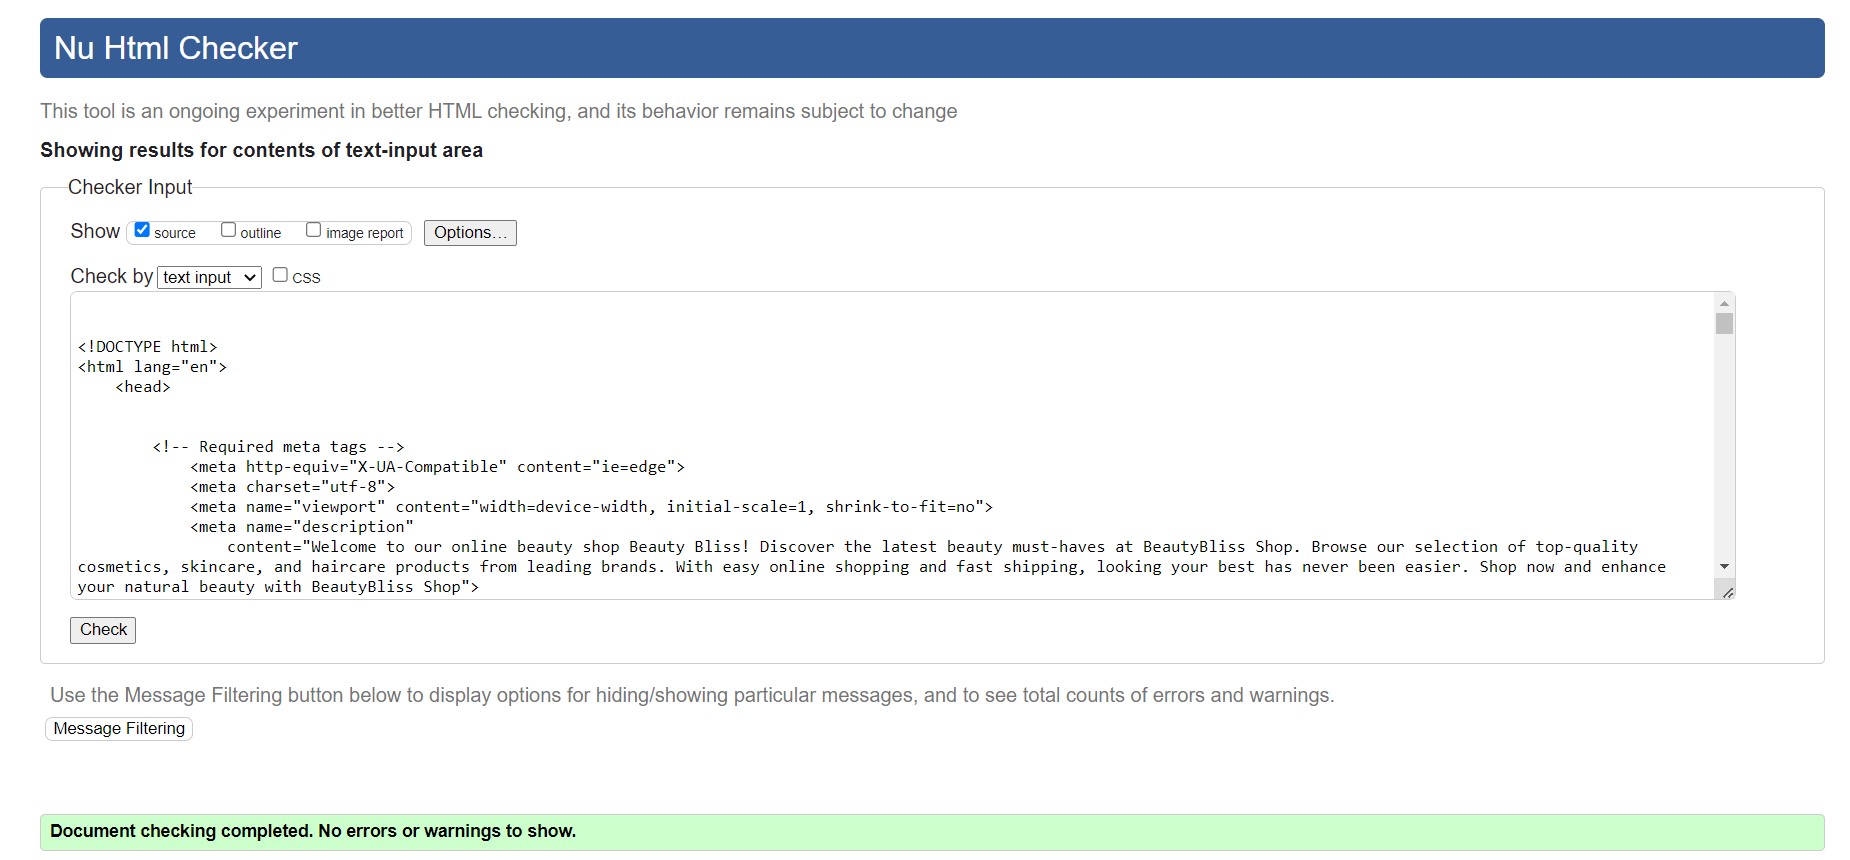 Nu Html Checker
This tool is an ongoing experiment in better HTML checking, and its behavior remains subject to change
Showing results for contents of text-input area
Checker Input
Show source outline image report Options...
Check by text input CSS
<!DOCTYPE html>
<html lang="en">
<head>
<!-- Required meta tags -->
<meta http-equiv="X-UA-Compatible" content="ie=edge">
<meta charset="utf-8">
<meta name="viewport" content="width=device-width, initial-scale=1, shrink-to-fit=no">
<meta name="description"
content="Welcome to our online beauty shop Beauty Bliss! Discover the latest beauty must-haves at BeautyBliss Shop. Browse our selection of top-quality
cosmetics, skincare, and haircare products from leading brands. With easy online shopping and fast shipping, looking your best has never been easier. Shop now and enhance
your natural beauty with BeautyBliss Shop">
Check
Use the Message Filtering button below to display options for hiding/showing particular messages, and to see total counts of errors and warnings.
Message Filtering
Document checking completed. No errors or warnings to show.